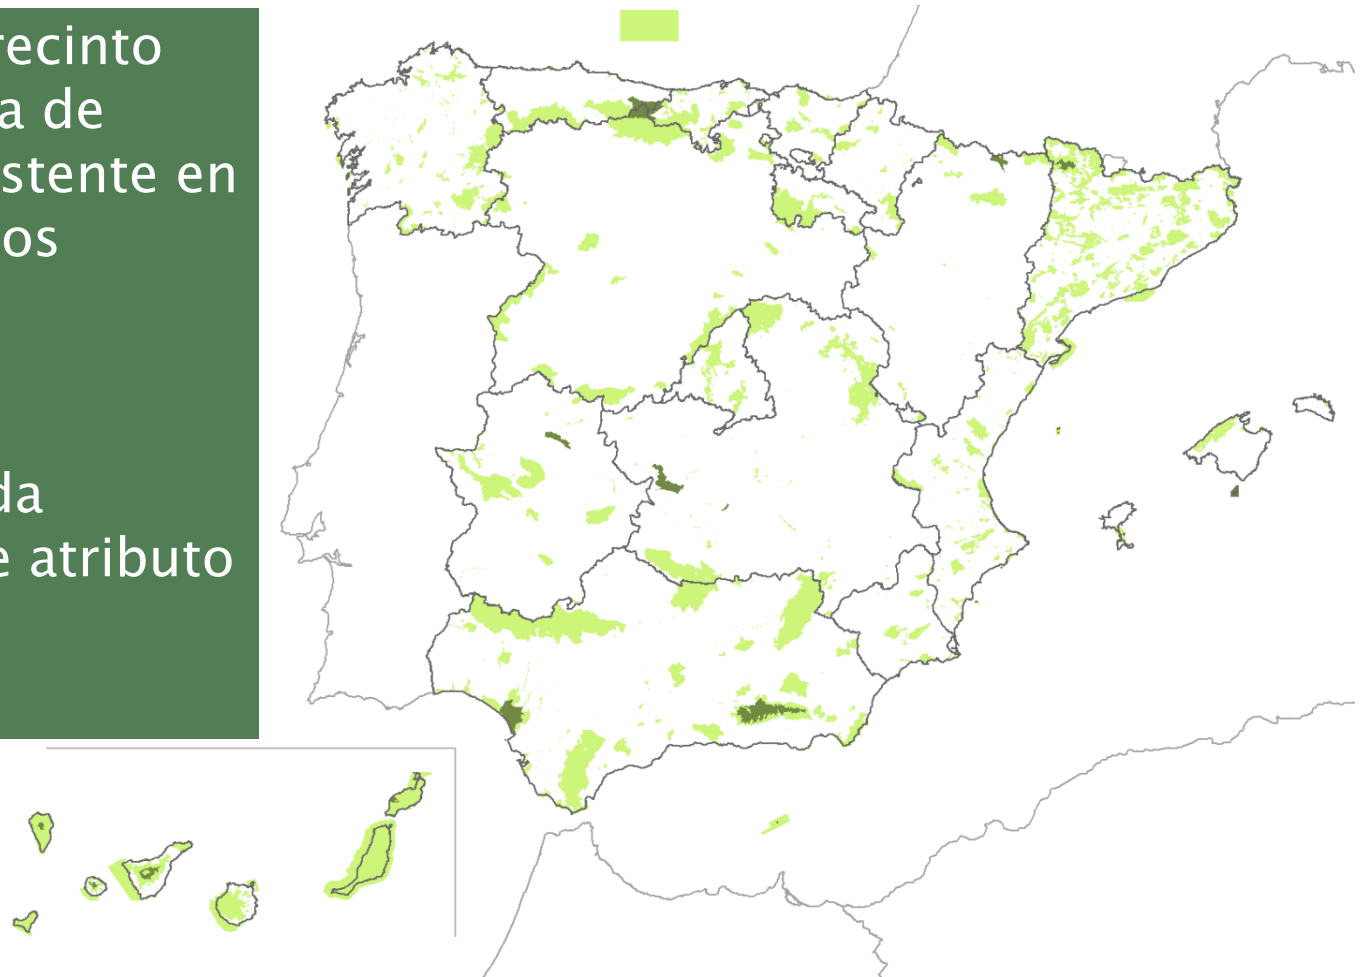 recinto
a de
stente en
os
da
e atributo